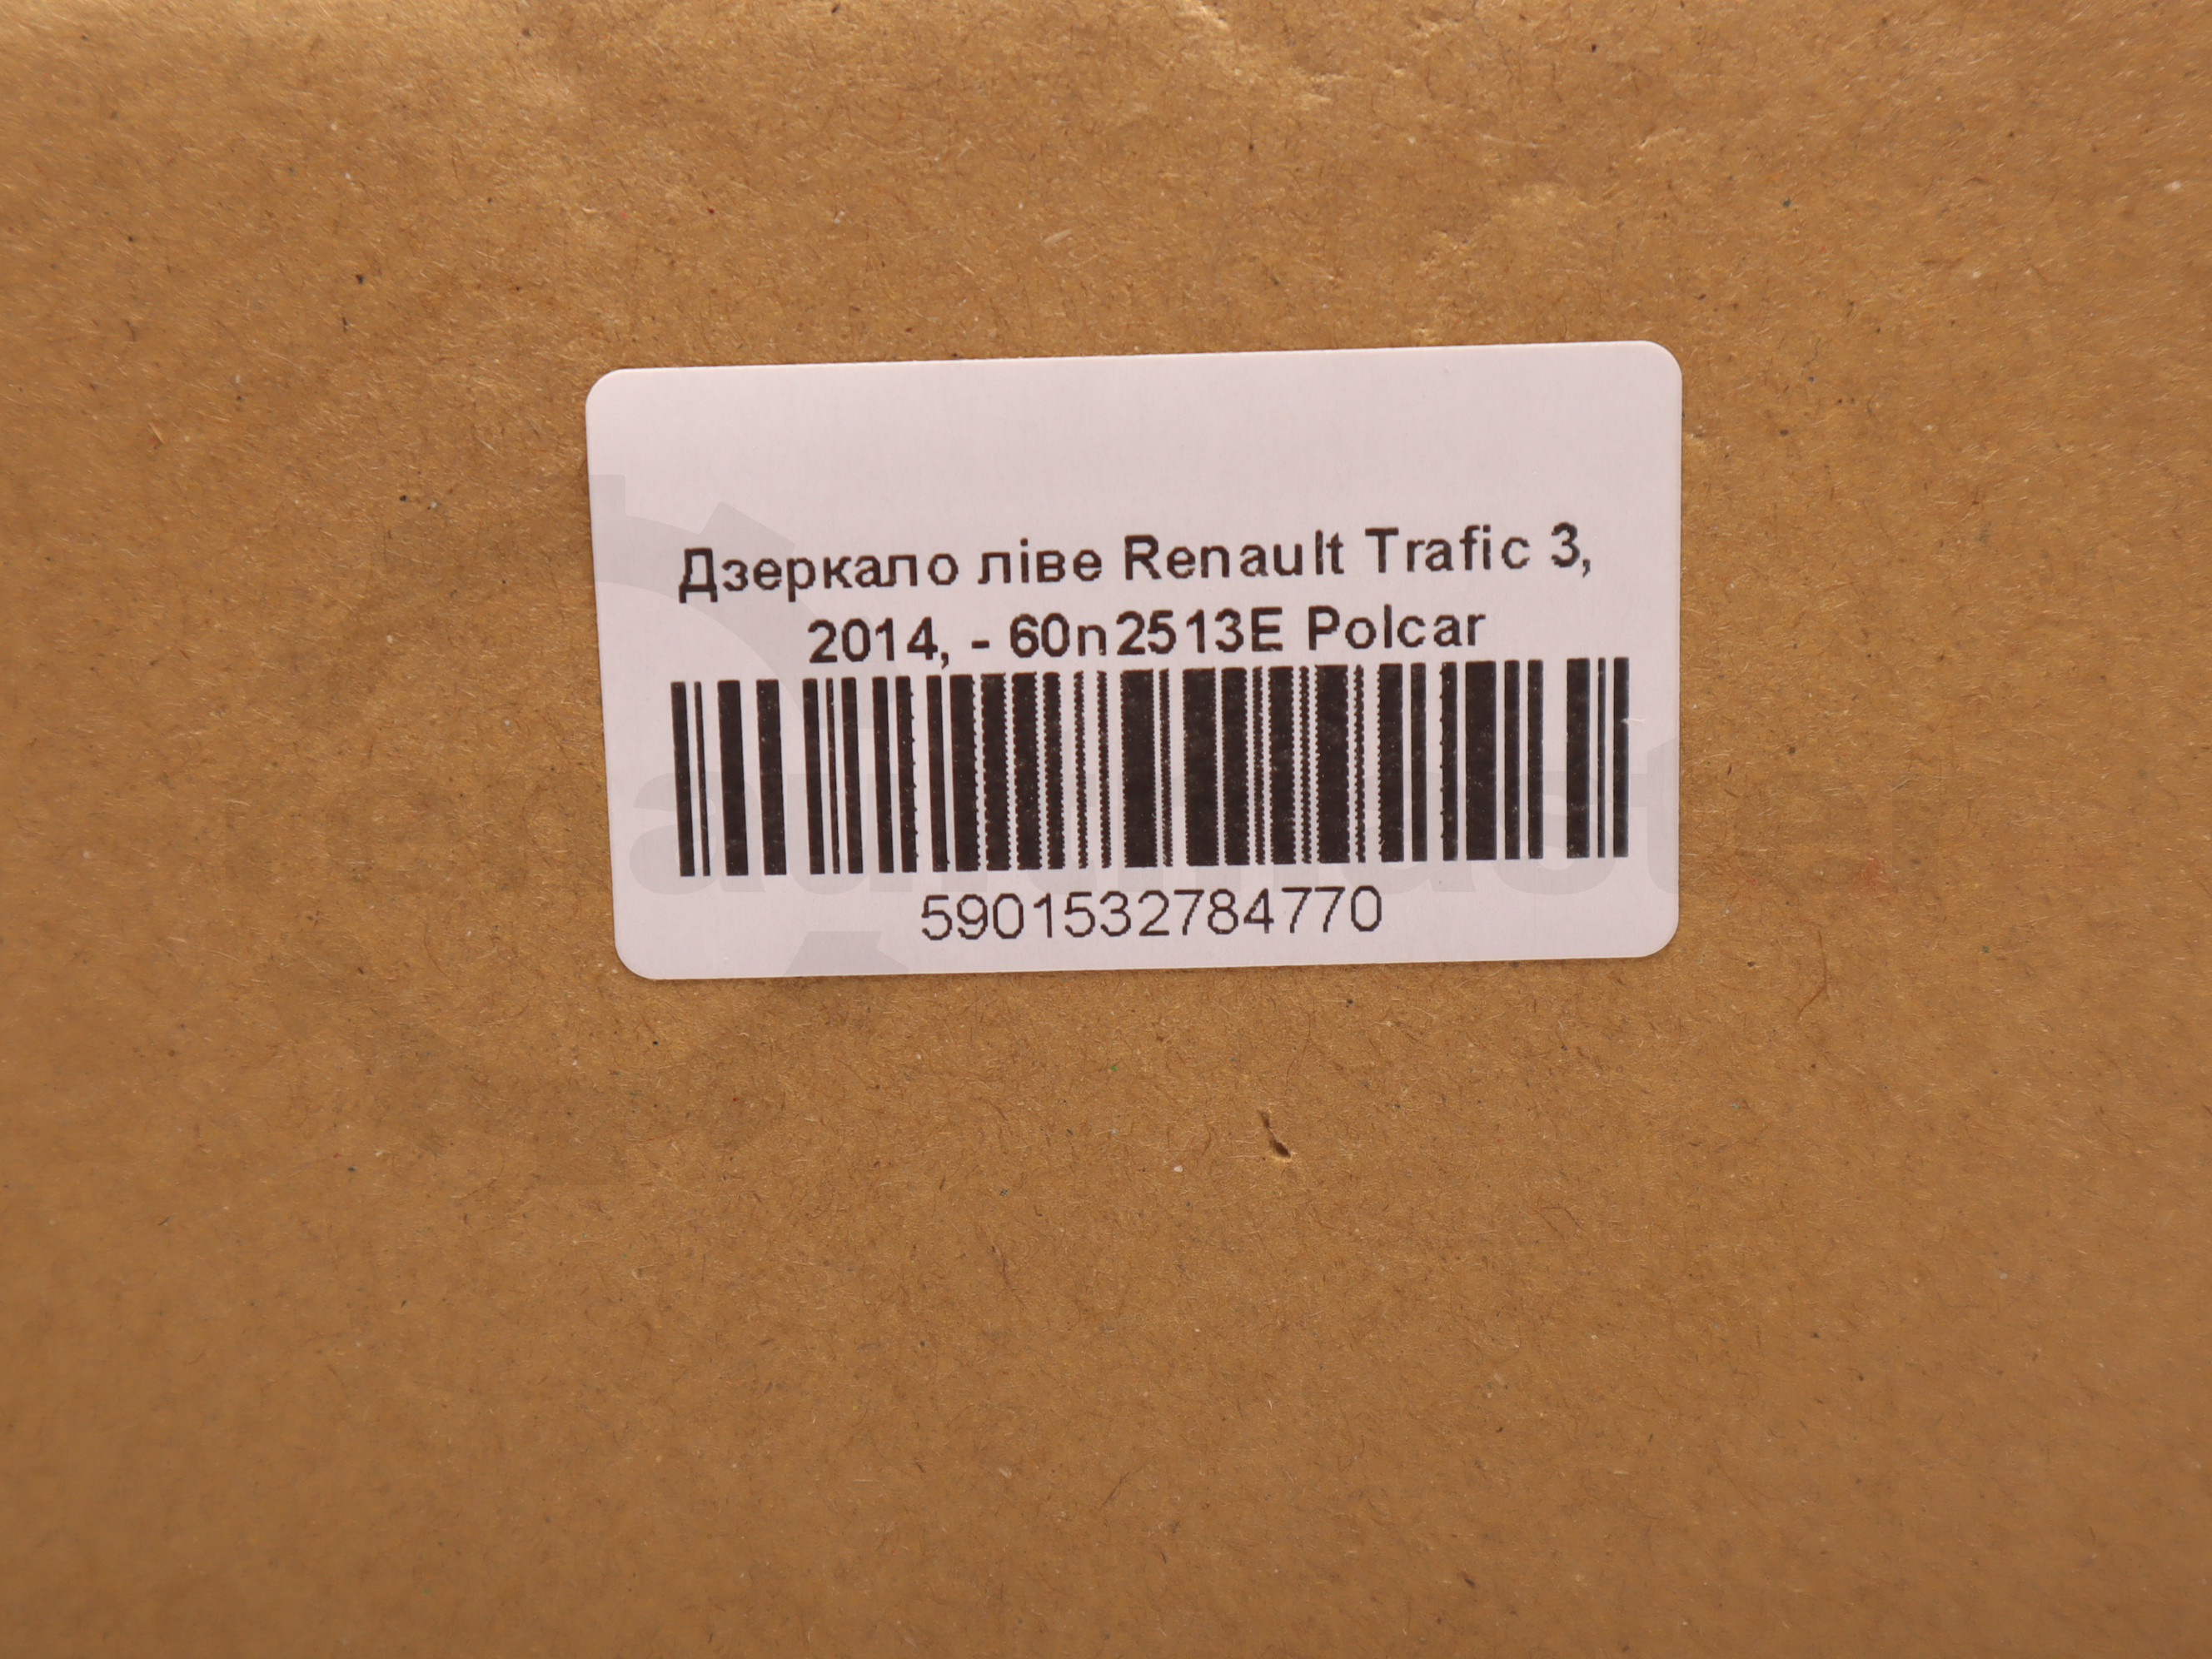 Дзеркало ліве Renault Trafic 3,
2014, - 60n2513E Polcar
5901532784770